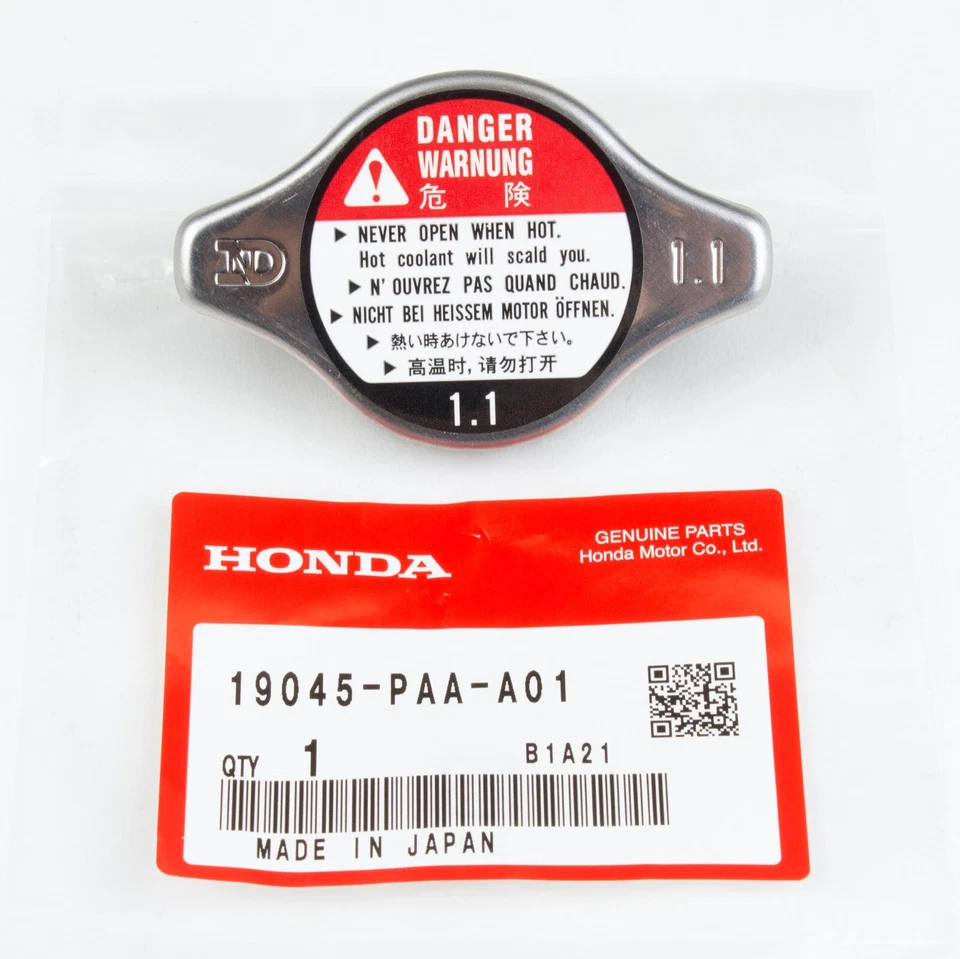 DANGER
WARNUNG
危 険
▶ NEVER OPEN WHEN HOT.
Hot coolant will scald you.
▶ N'OUVREZ PAS QUAND CHAUD.
▶ NICHT BEI HEISSEM MOTOR ÖFFNEN.
▶ 熱い時あけないで下さい。
▶ 高温时,请勿打开
1.1
ND
1.1
HONDA
GENUINE PARTS
Honda Motor Co., Ltd.
19045-PAA-A01
QTY 1 B1A21
MADE IN JAPAN